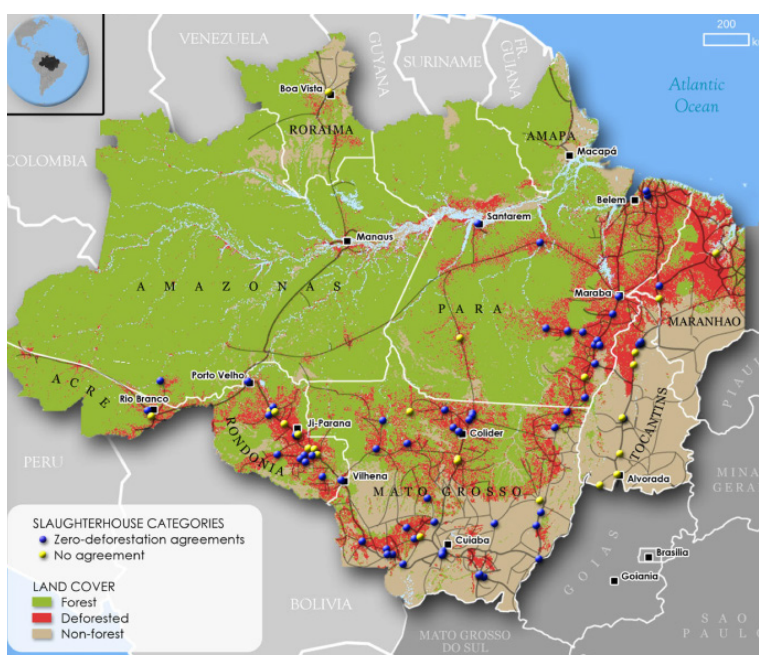 200
km
VENEZUELA
GUYANA
SURINAME
FR.
GUIANA
Atlantic
Ocean
COLOMBIA
Boa Vista
RORAIMA
AMAPA
Macapá
Belem
Santarem
Manaus
AMAZONAS
PARA
Maraba
MARANHAO
PIAUI
ACRE
Rio Branco
Porto Velho
RONDONIA
Ji-Parana
Colider
TOCANTINS
PERU
Vilhena
MATO GROSSO
Alvorada
MINAS
GERAIS
SLAUGHTERHOUSE CATEGORIES
Zero-deforestation agreements
No agreement
LAND COVER
Forest
Deforested
Non-forest
Cuiaba
GOIAS
Brasilia
Goiania
BOLIVIA
MATO GROSSO
DO SUL
SAO
PAULO